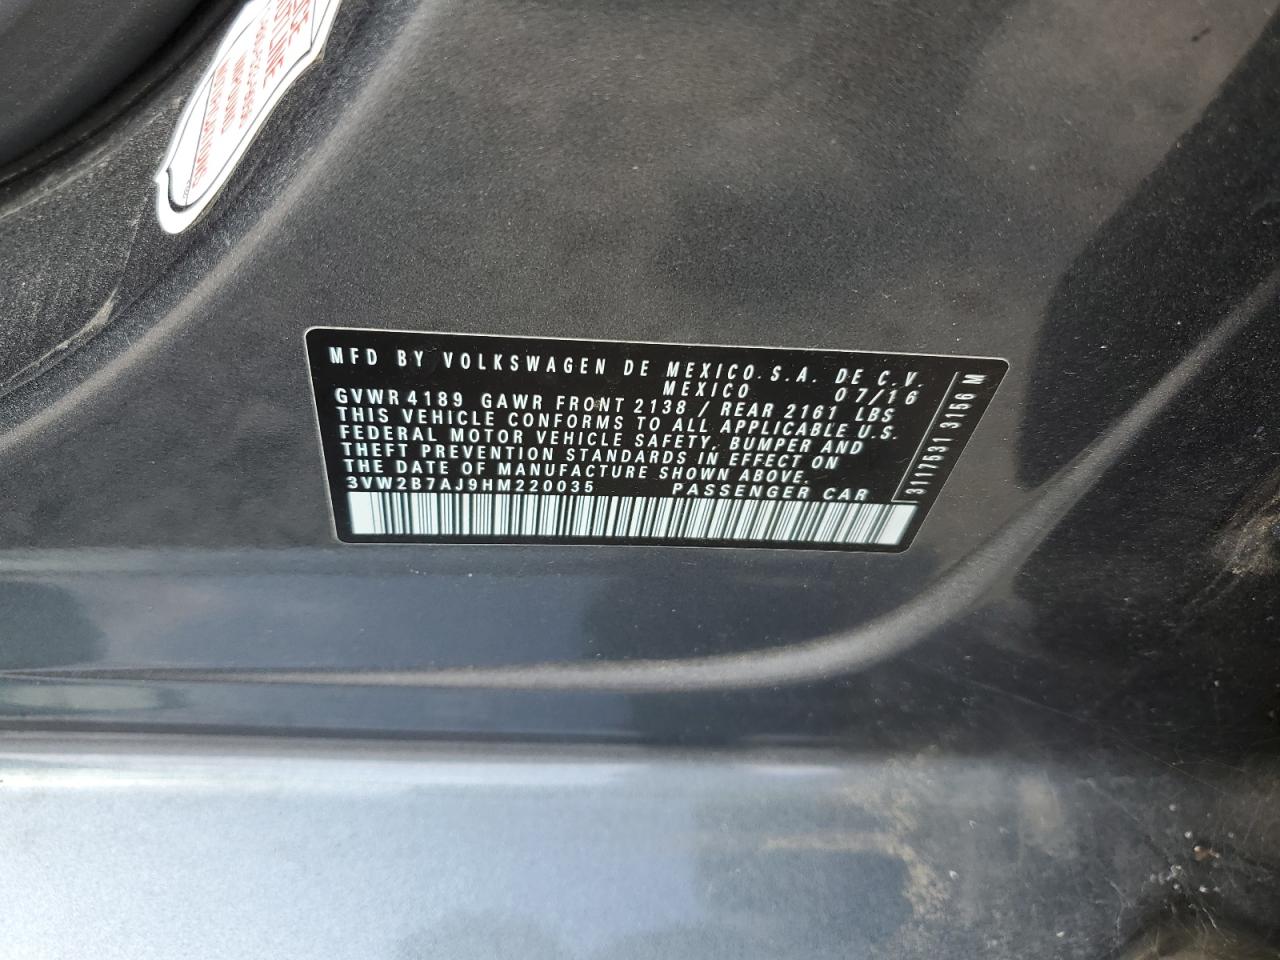 MFD BY VOLKSWAGEN DE MEXICO S.A. DE C.V.
MEXICO 07/16
GVWR 4189 GAWR FRONT 2138 / REAR 2161 LBS
THIS VEHICLE CONFORMS TO ALL APPLICABLE U.S.
FEDERAL MOTOR VEHICLE SAFETY, BUMPER AND
THEFT PREVENTION STANDARDS IN EFFECT ON
THE DATE OF MANUFACTURE SHOWN ABOVE.
3VW2B7AJ9HM220035 PASSENGER CAR
3117531 3156 M